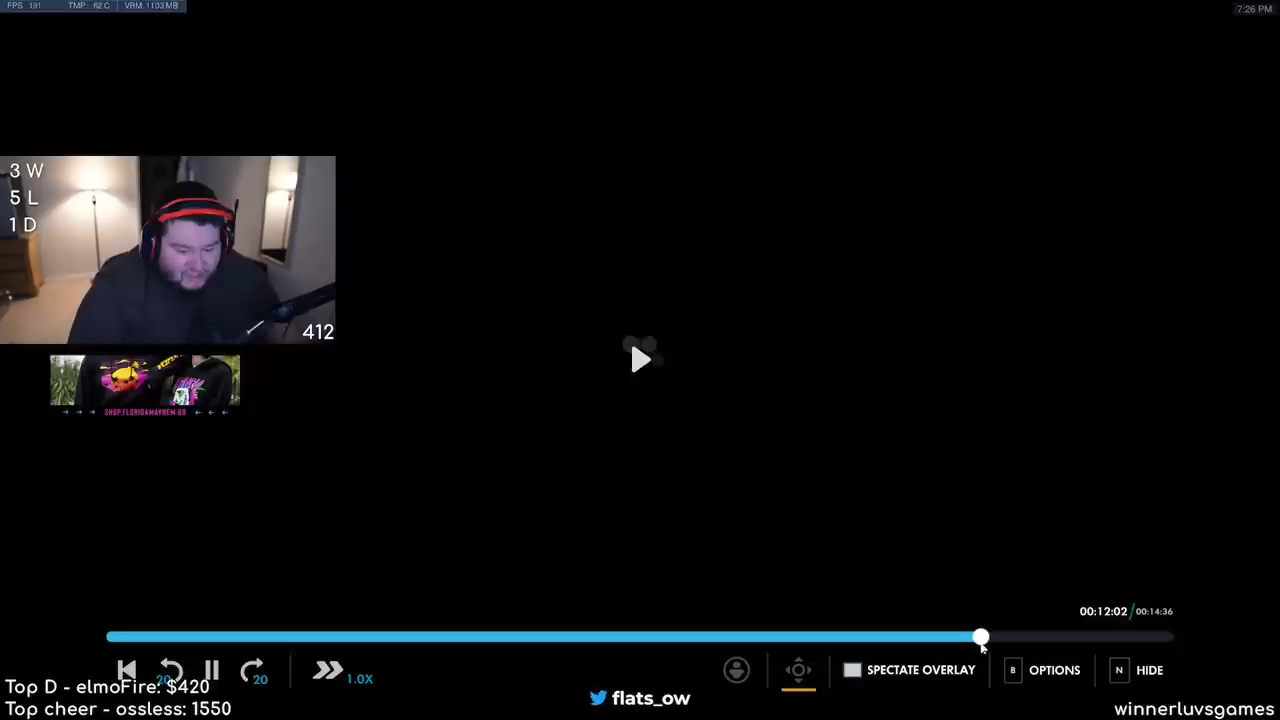 FPS: 191 TMP: 62 C VRM: 1103 MB
7:26 PM
3 W
5 L
1 D
412
SHOP.FLORIDAMAYHEM.GG
00:12:02 / 00:14:36
20 20 1.0X
SPECTATE OVERLAY
B OPTIONS
N HIDE
Top D - elmoFire: $420
Top cheer - ossless: 1550
flats_ow
winnerluvsgames